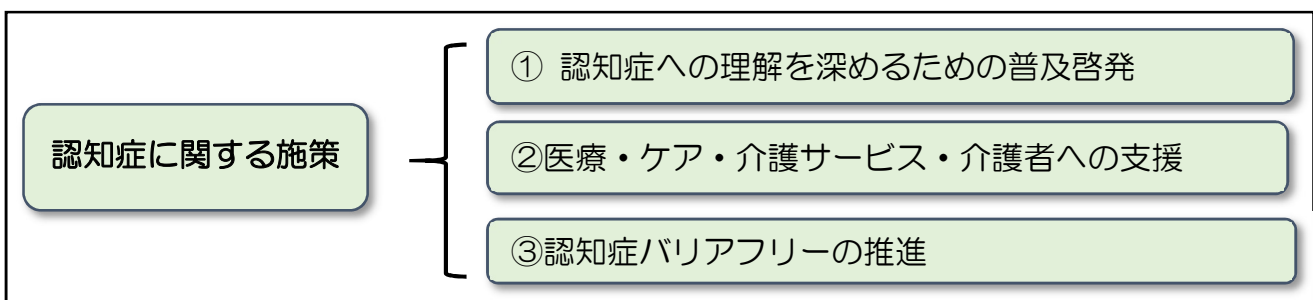 認知症に関する施策
① 認知症への理解を深めるための普及啓発
②医療・ケア・介護サービス・介護者への支援
③認知症バリアフリーの推進